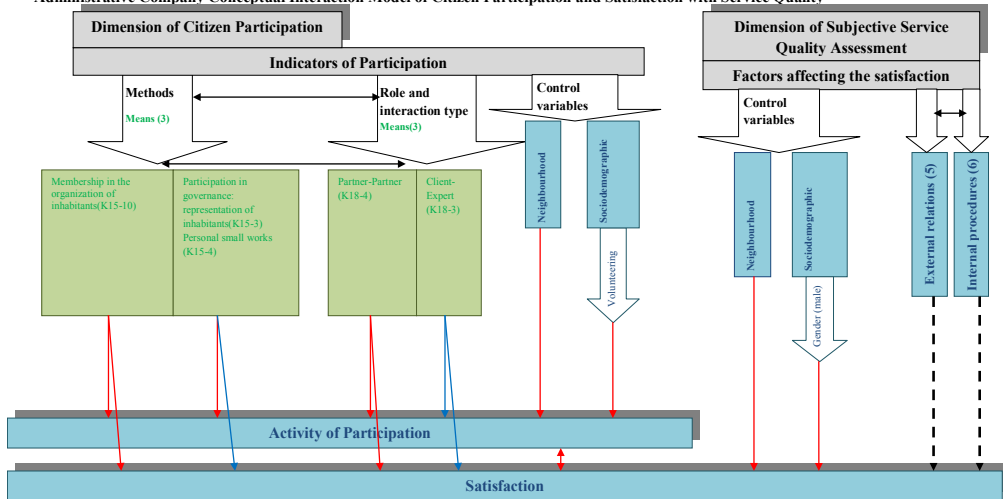 Administrative Company Conceptual Interaction Model of Citizen Participation and Satisfaction with Service Quality
Dimension of Citizen Participation
Indicators of Participation
Methods
Means (3)
Role and
interaction type
Means(3)
Control
variables
Membership in the
organization of
inhabitants(K15-10)
Participation in
governance:
representation of
inhabitants(K15-3)
Personal small works
(K15-4)
Partner-Partner
(K18-4)
Client-
Expert
(K18-3)
Neighbourhood
Sociodemographic
Volunteering
Dimension of Subjective Service
Quality Assessment
Factors affecting the satisfaction
Control
variables
Neighbourhood
Sociodemographic
Gender (male)
External relations (5)
Internal procedures (6)
Activity of Participation
Satisfaction